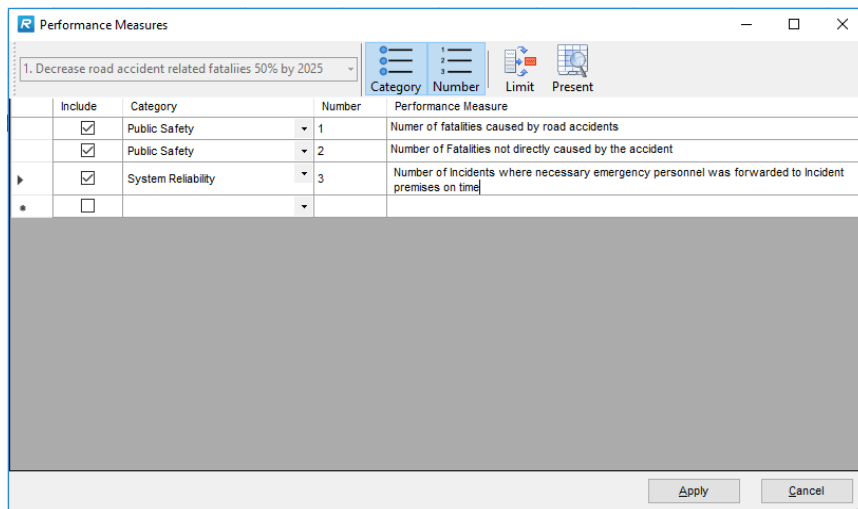 R Performance Measures
1. Decrease road accident related fataliies 50% by 2025
1
2
3
Category Number Limit Present
Include Category Number Performance Measure
Public Safety 1 Numer of fatalities caused by road accidents
Public Safety 2 Number of Fatalities not directly caused by the accident
System Reliability 3 Number of Incidents where necessary emergency personnel was forwarded to Incident
premises on time
Apply Cancel